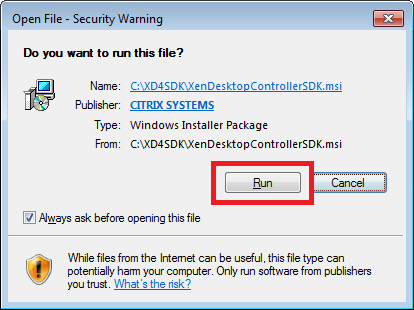 Open File - Security Warning
Do you want to run this file?
Name: C:\XD4SDK\XenDesktopControllerSDK.msi
Publisher: CITRIX SYSTEMS
Type: Windows Installer Package
From: C:\XD4SDK\XenDesktopControllerSDK.msi
Run Cancel
Always ask before opening this file
While files from the Internet can be useful, this file type can
potentially harm your computer. Only run software from publishers
you trust. What's the risk?